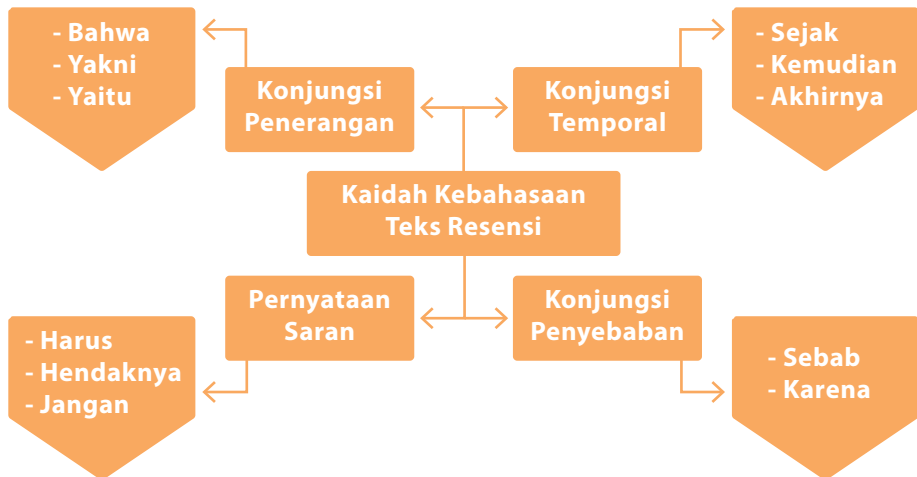 - Bahwa
- Yakni
- Yaitu
Konjungsi
Penerangan
Konjungsi
Temporal
- Sejak
- Kemudian
- Akhirnya
Kaidah Kebahasaan
Teks Resensi
- Harus
- Hendaknya
- Jangan
Pernyataan
Saran
Konjungsi
Penyebaban
- Sebab
- Karena